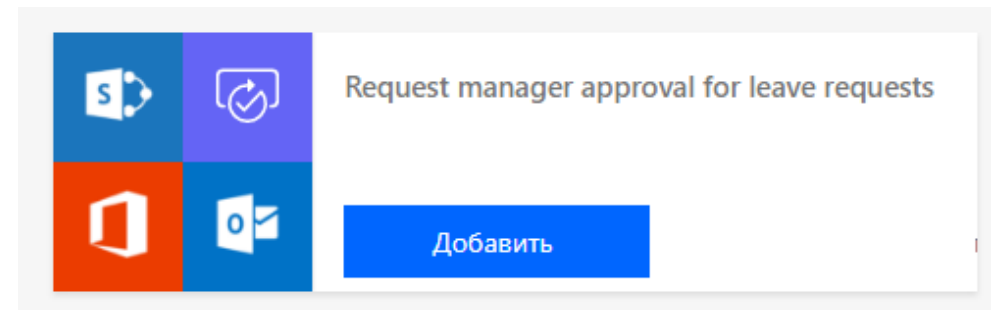 S
Request manager approval for leave requests
O
Добавить